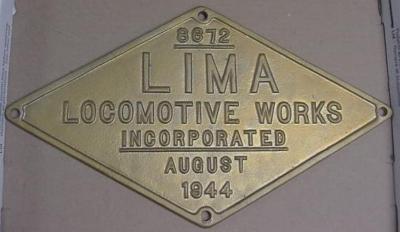 8672
LIMA
LOCOMOTIVE WORKS
INCORPORATED
AUGUST
1944